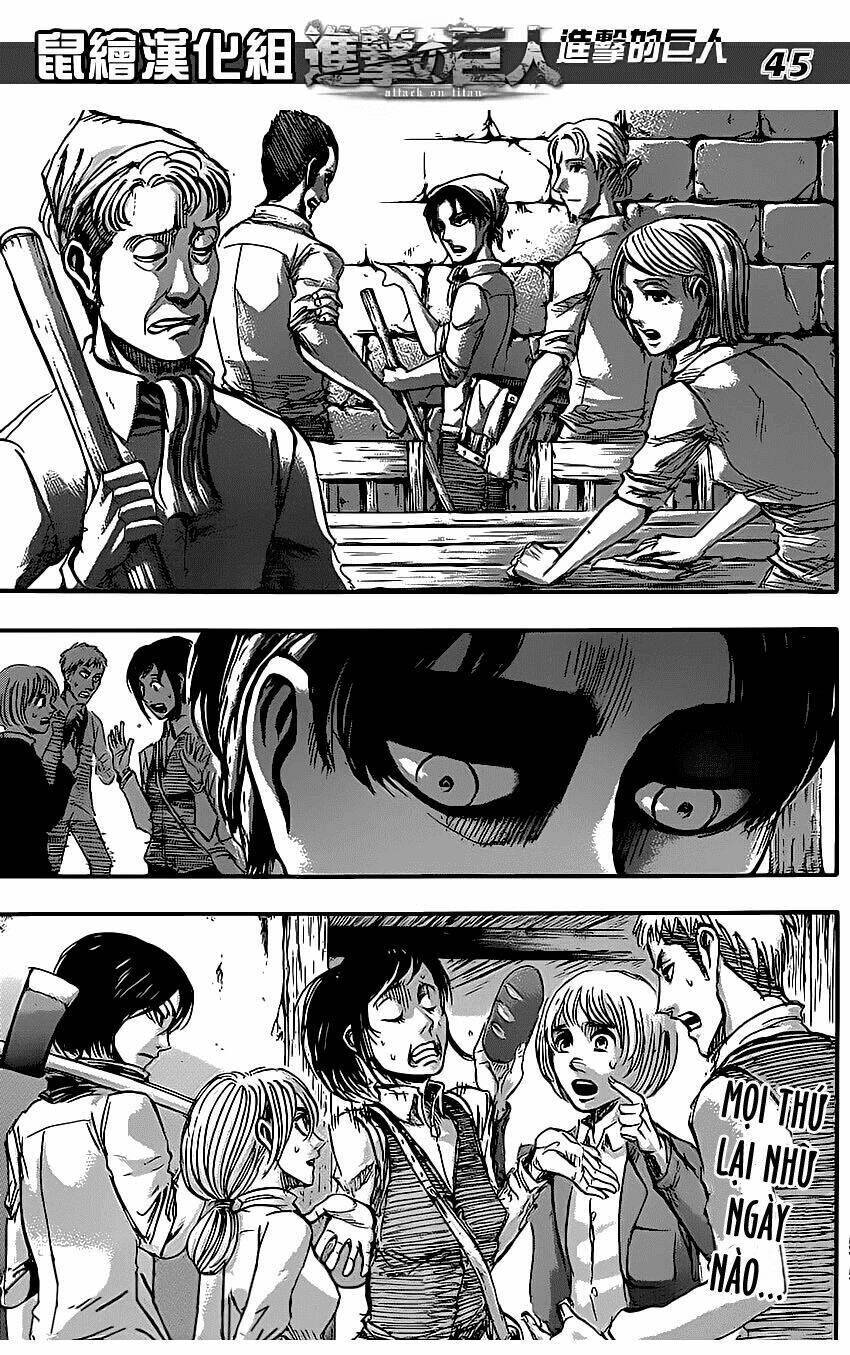 鼠繪漢化組 進撃の巨人 進擊的巨人 45
attack on titan
MỌI THỨ
LẠI NHƯ
NGÀY
NÀO...